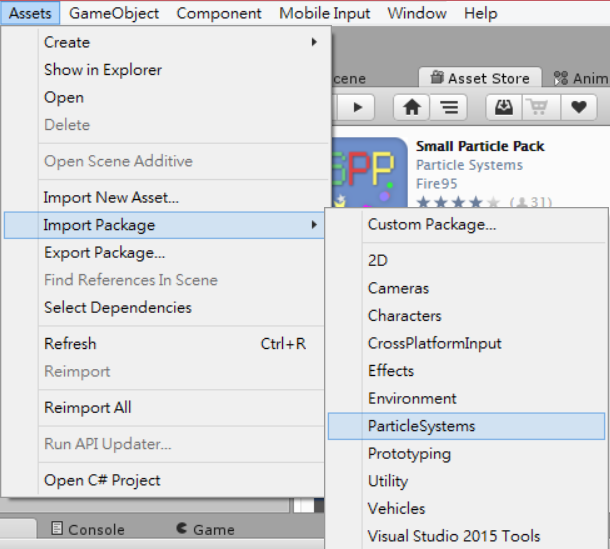 Assets GameObject Component Mobile Input Window Help
Create
Show in Explorer
Open
Delete
Open Scene Additive
Import New Asset...
Import Package
Export Package...
Find References In Scene
Select Dependencies
Refresh Ctrl+R
Reimport
Reimport All
Run API Updater...
Open C# Project
cene Asset Store Anim
SPP
Small Particle Pack
Particle Systems
Fire95
(31)
Custom Package...
2D
Cameras
Characters
CrossPlatformInput
Effects
Environment
ParticleSystems
Prototyping
Utility
Vehicles
Visual Studio 2015 Tools
Console Game